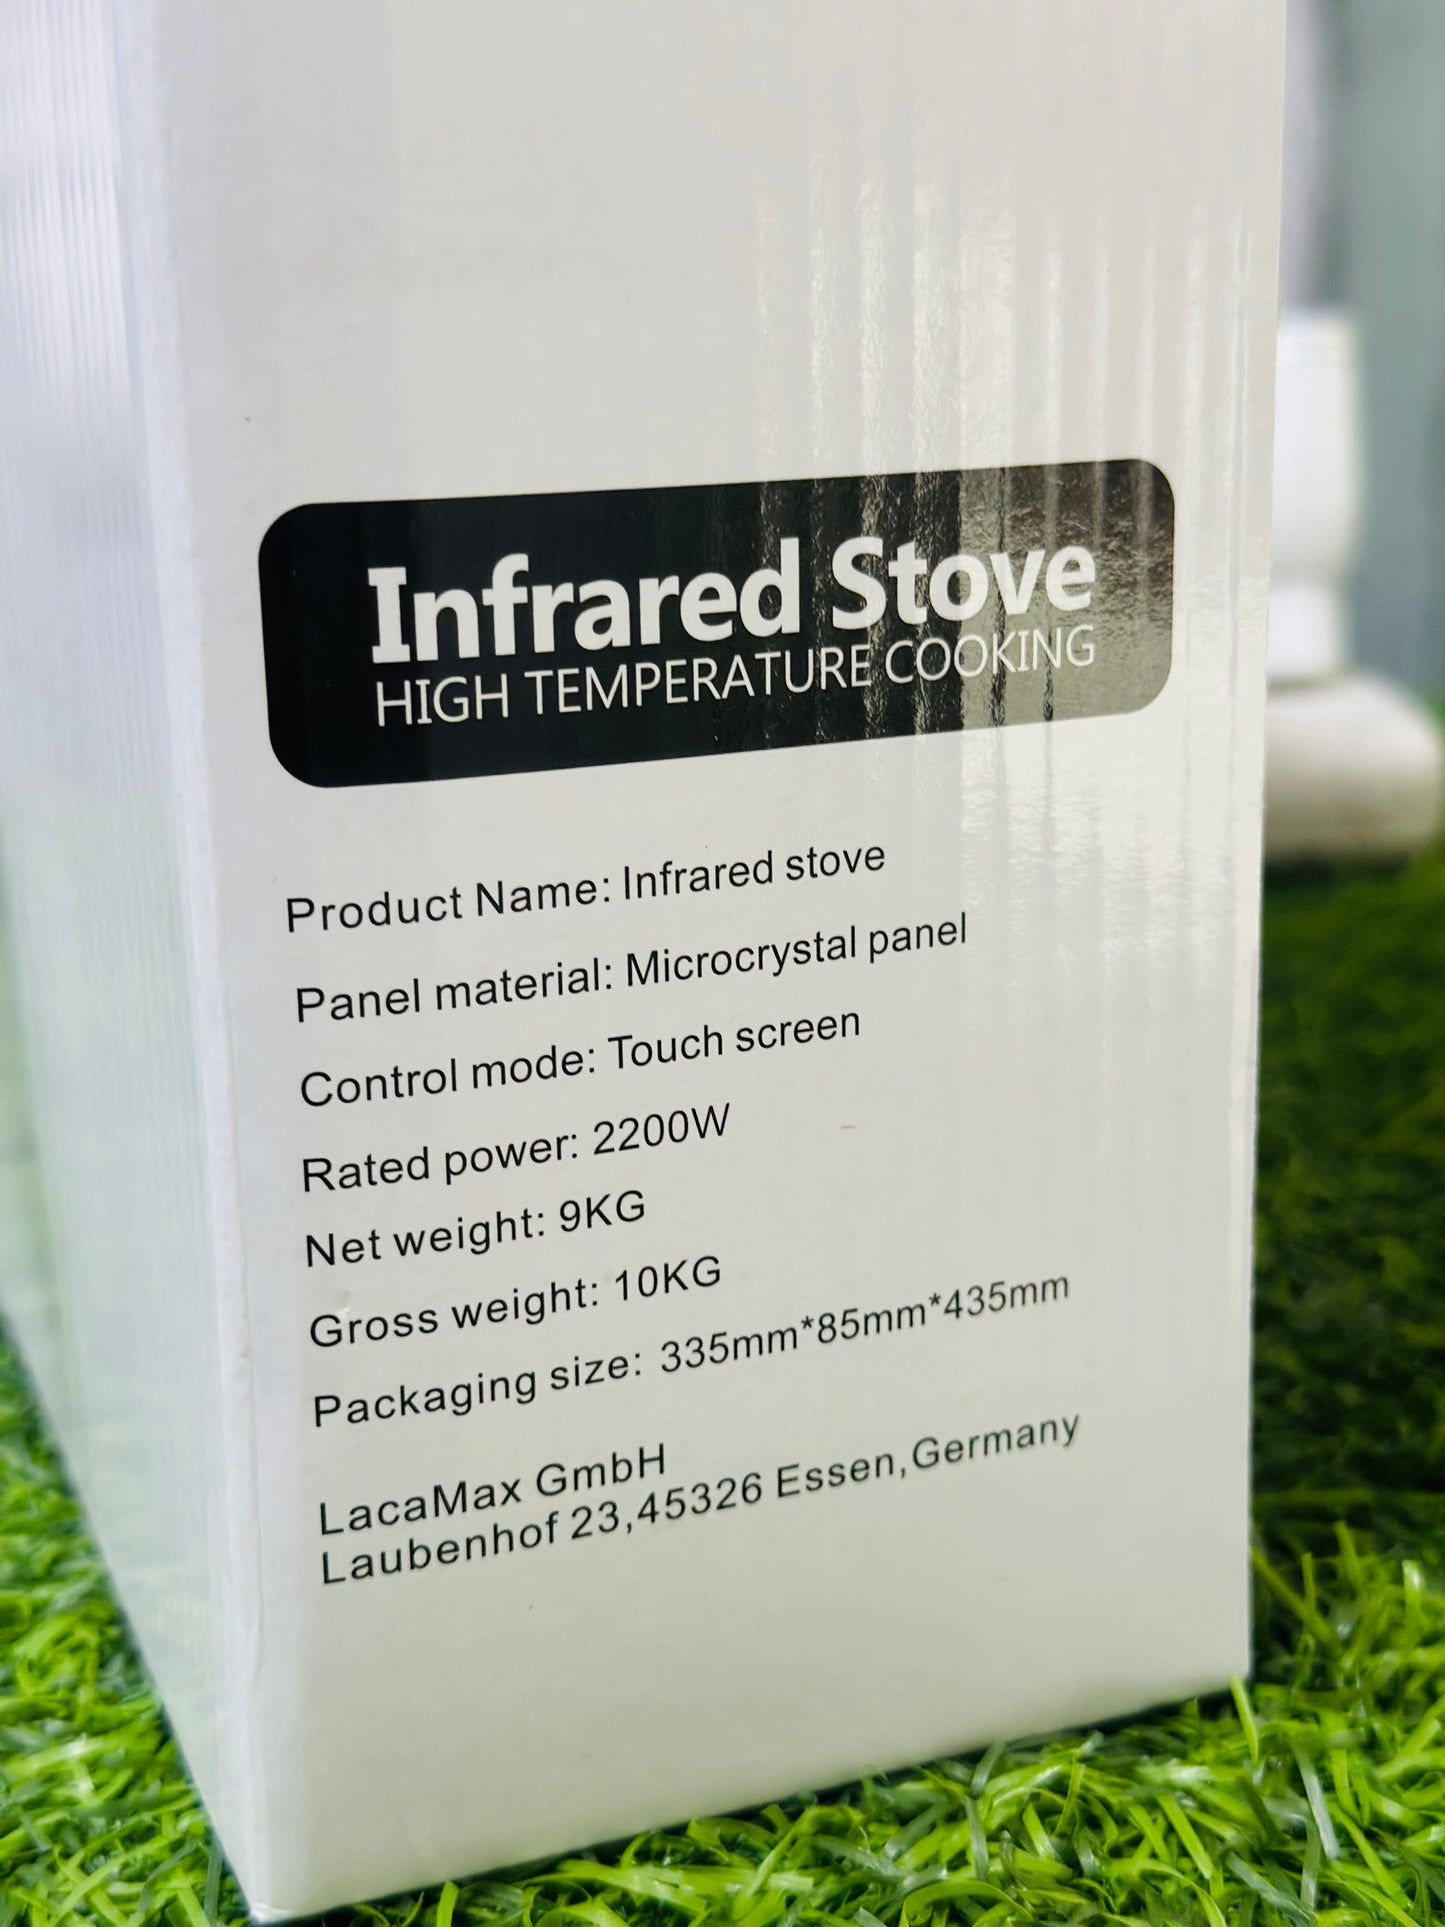 Infrared Stove
HIGH TEMPERATURE COOKING
Product Name: Infrared stove
Panel material: Microcrystal panel
Control mode: Touch screen
Rated power: 2200W
Net weight: 9KG
Gross weight: 10KG
Packaging size: 335mm*85mm*435mm
LacaMax GmbH
Laubenhof 23,45326 Essen,Germany